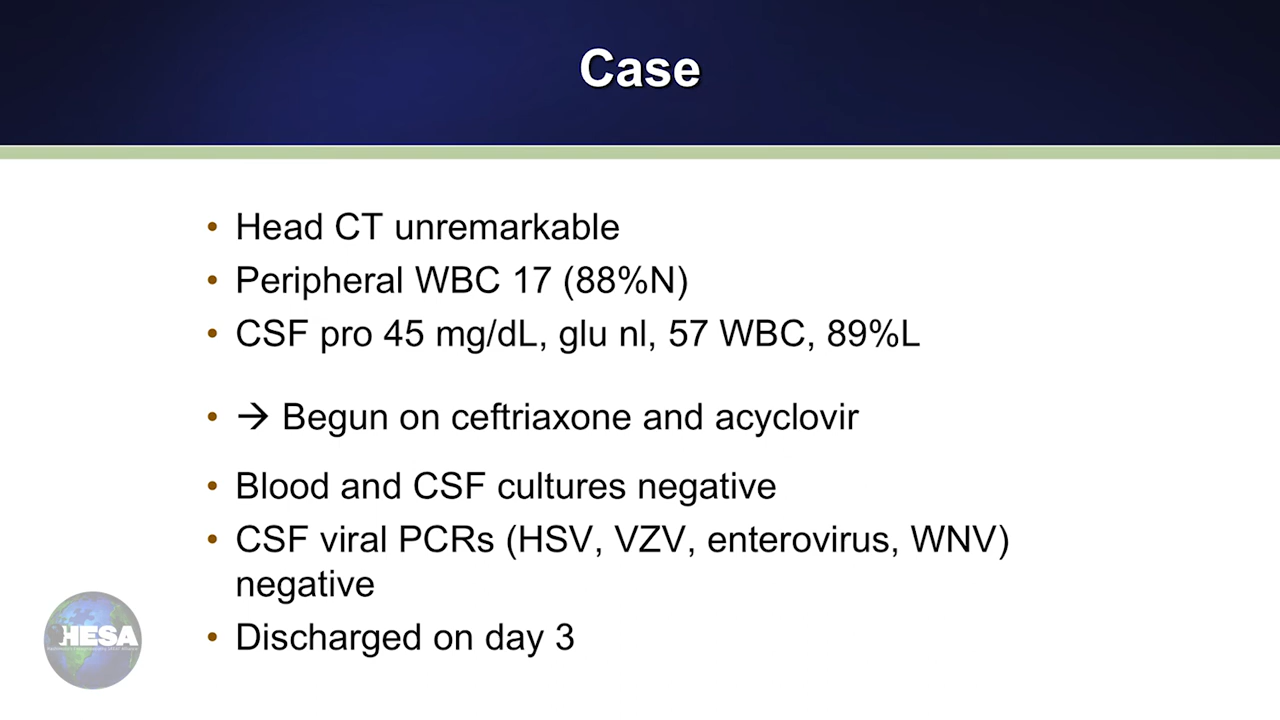 Case
• Head CT unremarkable
• Peripheral WBC 17 (88%N)
• CSF pro 45 mg/dL, glu nl, 57 WBC, 89%L
• → Begun on ceftriaxone and acyclovir
• Blood and CSF cultures negative
• CSF viral PCRs (HSV, VZV, enterovirus, WNV)
negative
• Discharged on day 3
HESA